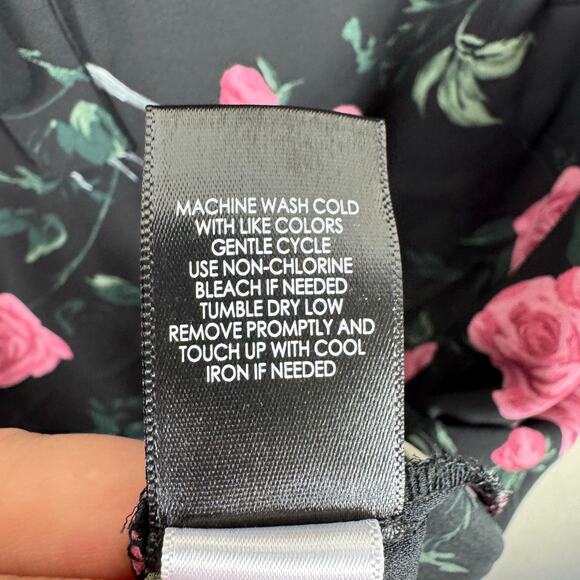 MACHINE WASH COLD
WITH LIKE COLORS
GENTLE CYCLE
USE NON-CHLORINE
BLEACH IF NEEDED
TUMBLE DRY LOW
REMOVE PROMPTLY AND
TOUCH UP WITH COOL
IRON IF NEEDED